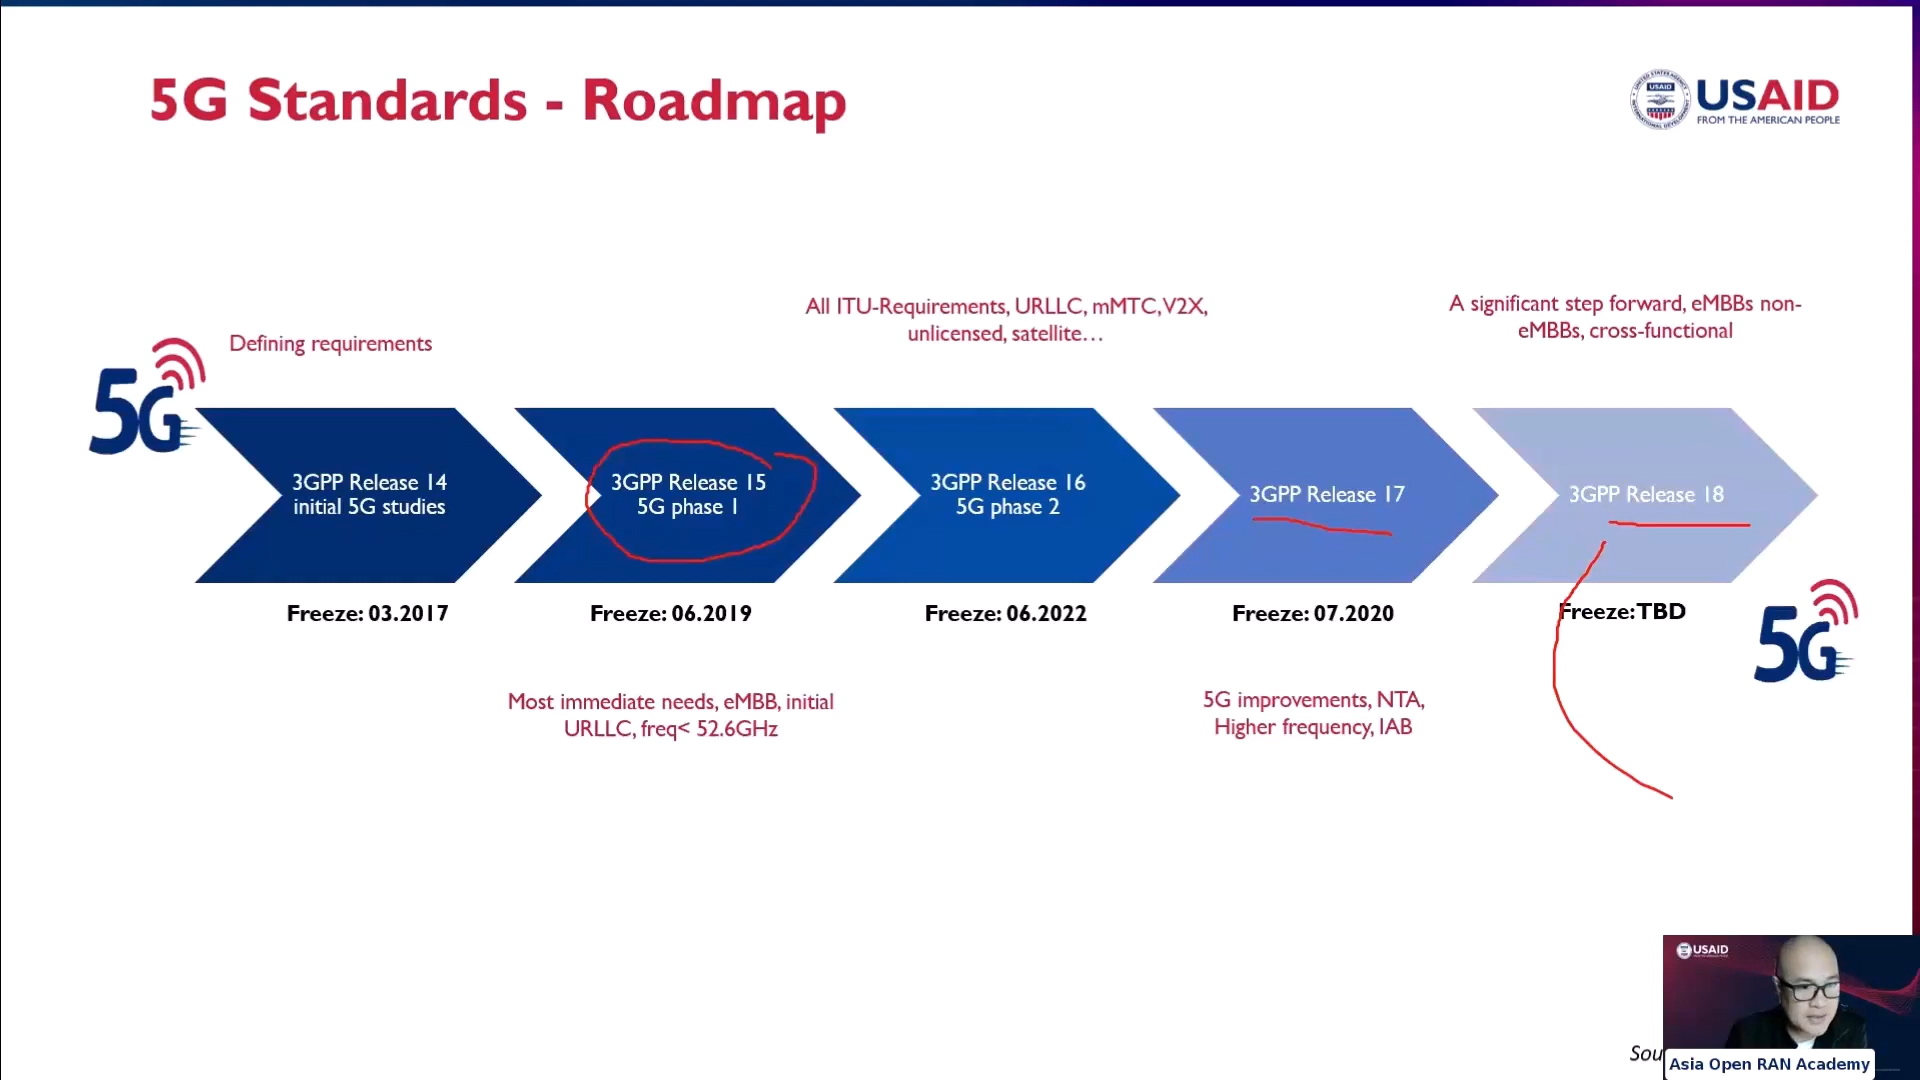 5G Standards - Roadmap
USAID
FROM THE AMERICAN PEOPLE
5G
Defining requirements
All ITU-Requirements, URLLC, mMTC, V2X,
unlicensed, satellite...
A significant step forward, eMBBs non-
eMBBs, cross-functional
3GPP Release 14
initial 5G studies
3GPP Release 15
5G phase 1
3GPP Release 16
5G phase 2
3GPP Release 17
3GPP Release 18
Freeze: 03.2017
Freeze: 06.2019
Freeze: 06.2022
Freeze: 07.2020
Freeze: TBD
5G
Most immediate needs, eMBB, initial
URLLC, freq< 52.6GHz
5G improvements, NTA,
Higher frequency, IAB
USAID
Sou
Asia Open RAN Academy